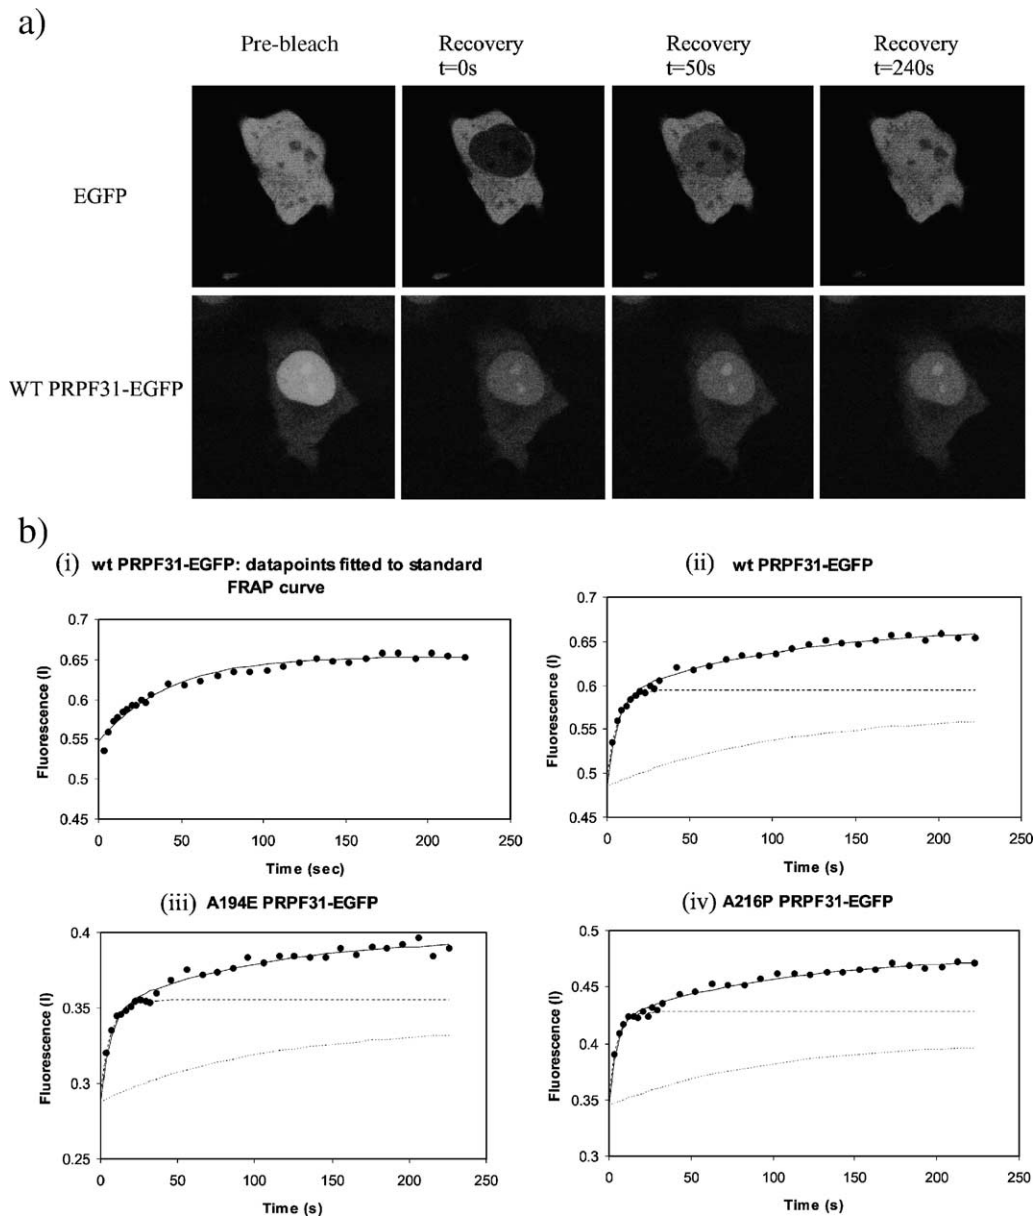 a)
Pre-bleach
Recovery
t=0s
Recovery
t=50s
Recovery
t=240s
EGFP
WT PRPF31-EGFP
b)
(i) wt PRPF31-EGFP: datapoints fitted to standard
FRAP curve
Fluorescence (I)
0.7
0.65
0.6
0.55
0.5
0.45
0 50 100 150 200 250
Time (sec)
(ii) wt PRPF31-EGFP
Fluorescence (I)
0.7
0.65
0.6
0.55
0.5
0.45
0 50 100 150 200 250
Time (s)
(iii) A194E PRPF31-EGFP
Fluorescence (I)
0.4
0.35
0.3
0.25
0 50 100 150 200 250
Time (s)
(iv) A216P PRPF31-EGFP
Fluorescence (I)
0.5
0.45
0.4
0.35
0.3
0 50 100 150 200 250
Time (s)